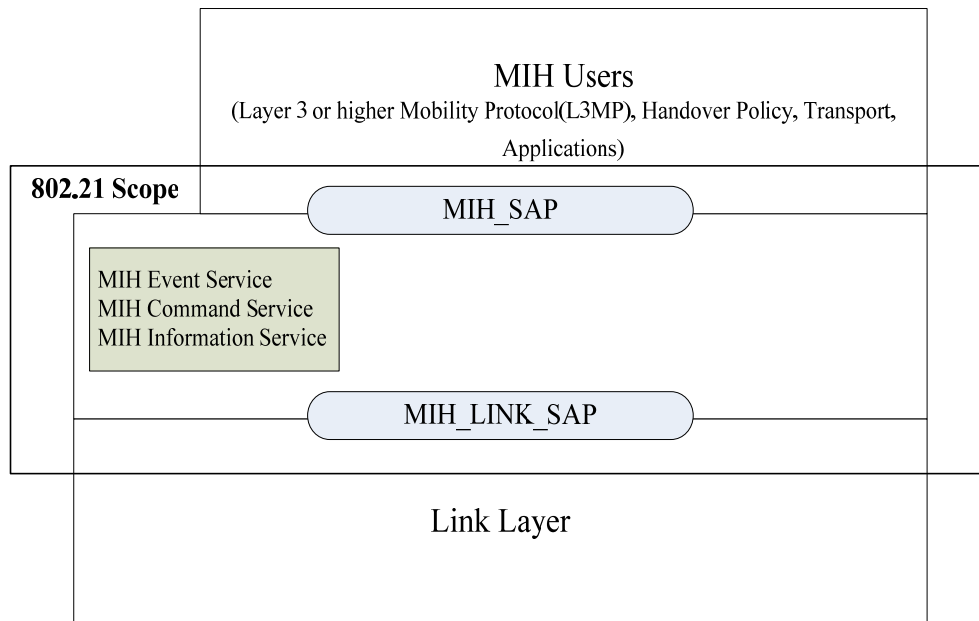 MIH Users
(Layer 3 or higher Mobility Protocol(L3MP), Handover Policy, Transport,
Applications)
802.21 Scope
MIH_SAP
MIH Event Service
MIH Command Service
MIH Information Service
MIH_LINK_SAP
Link Layer